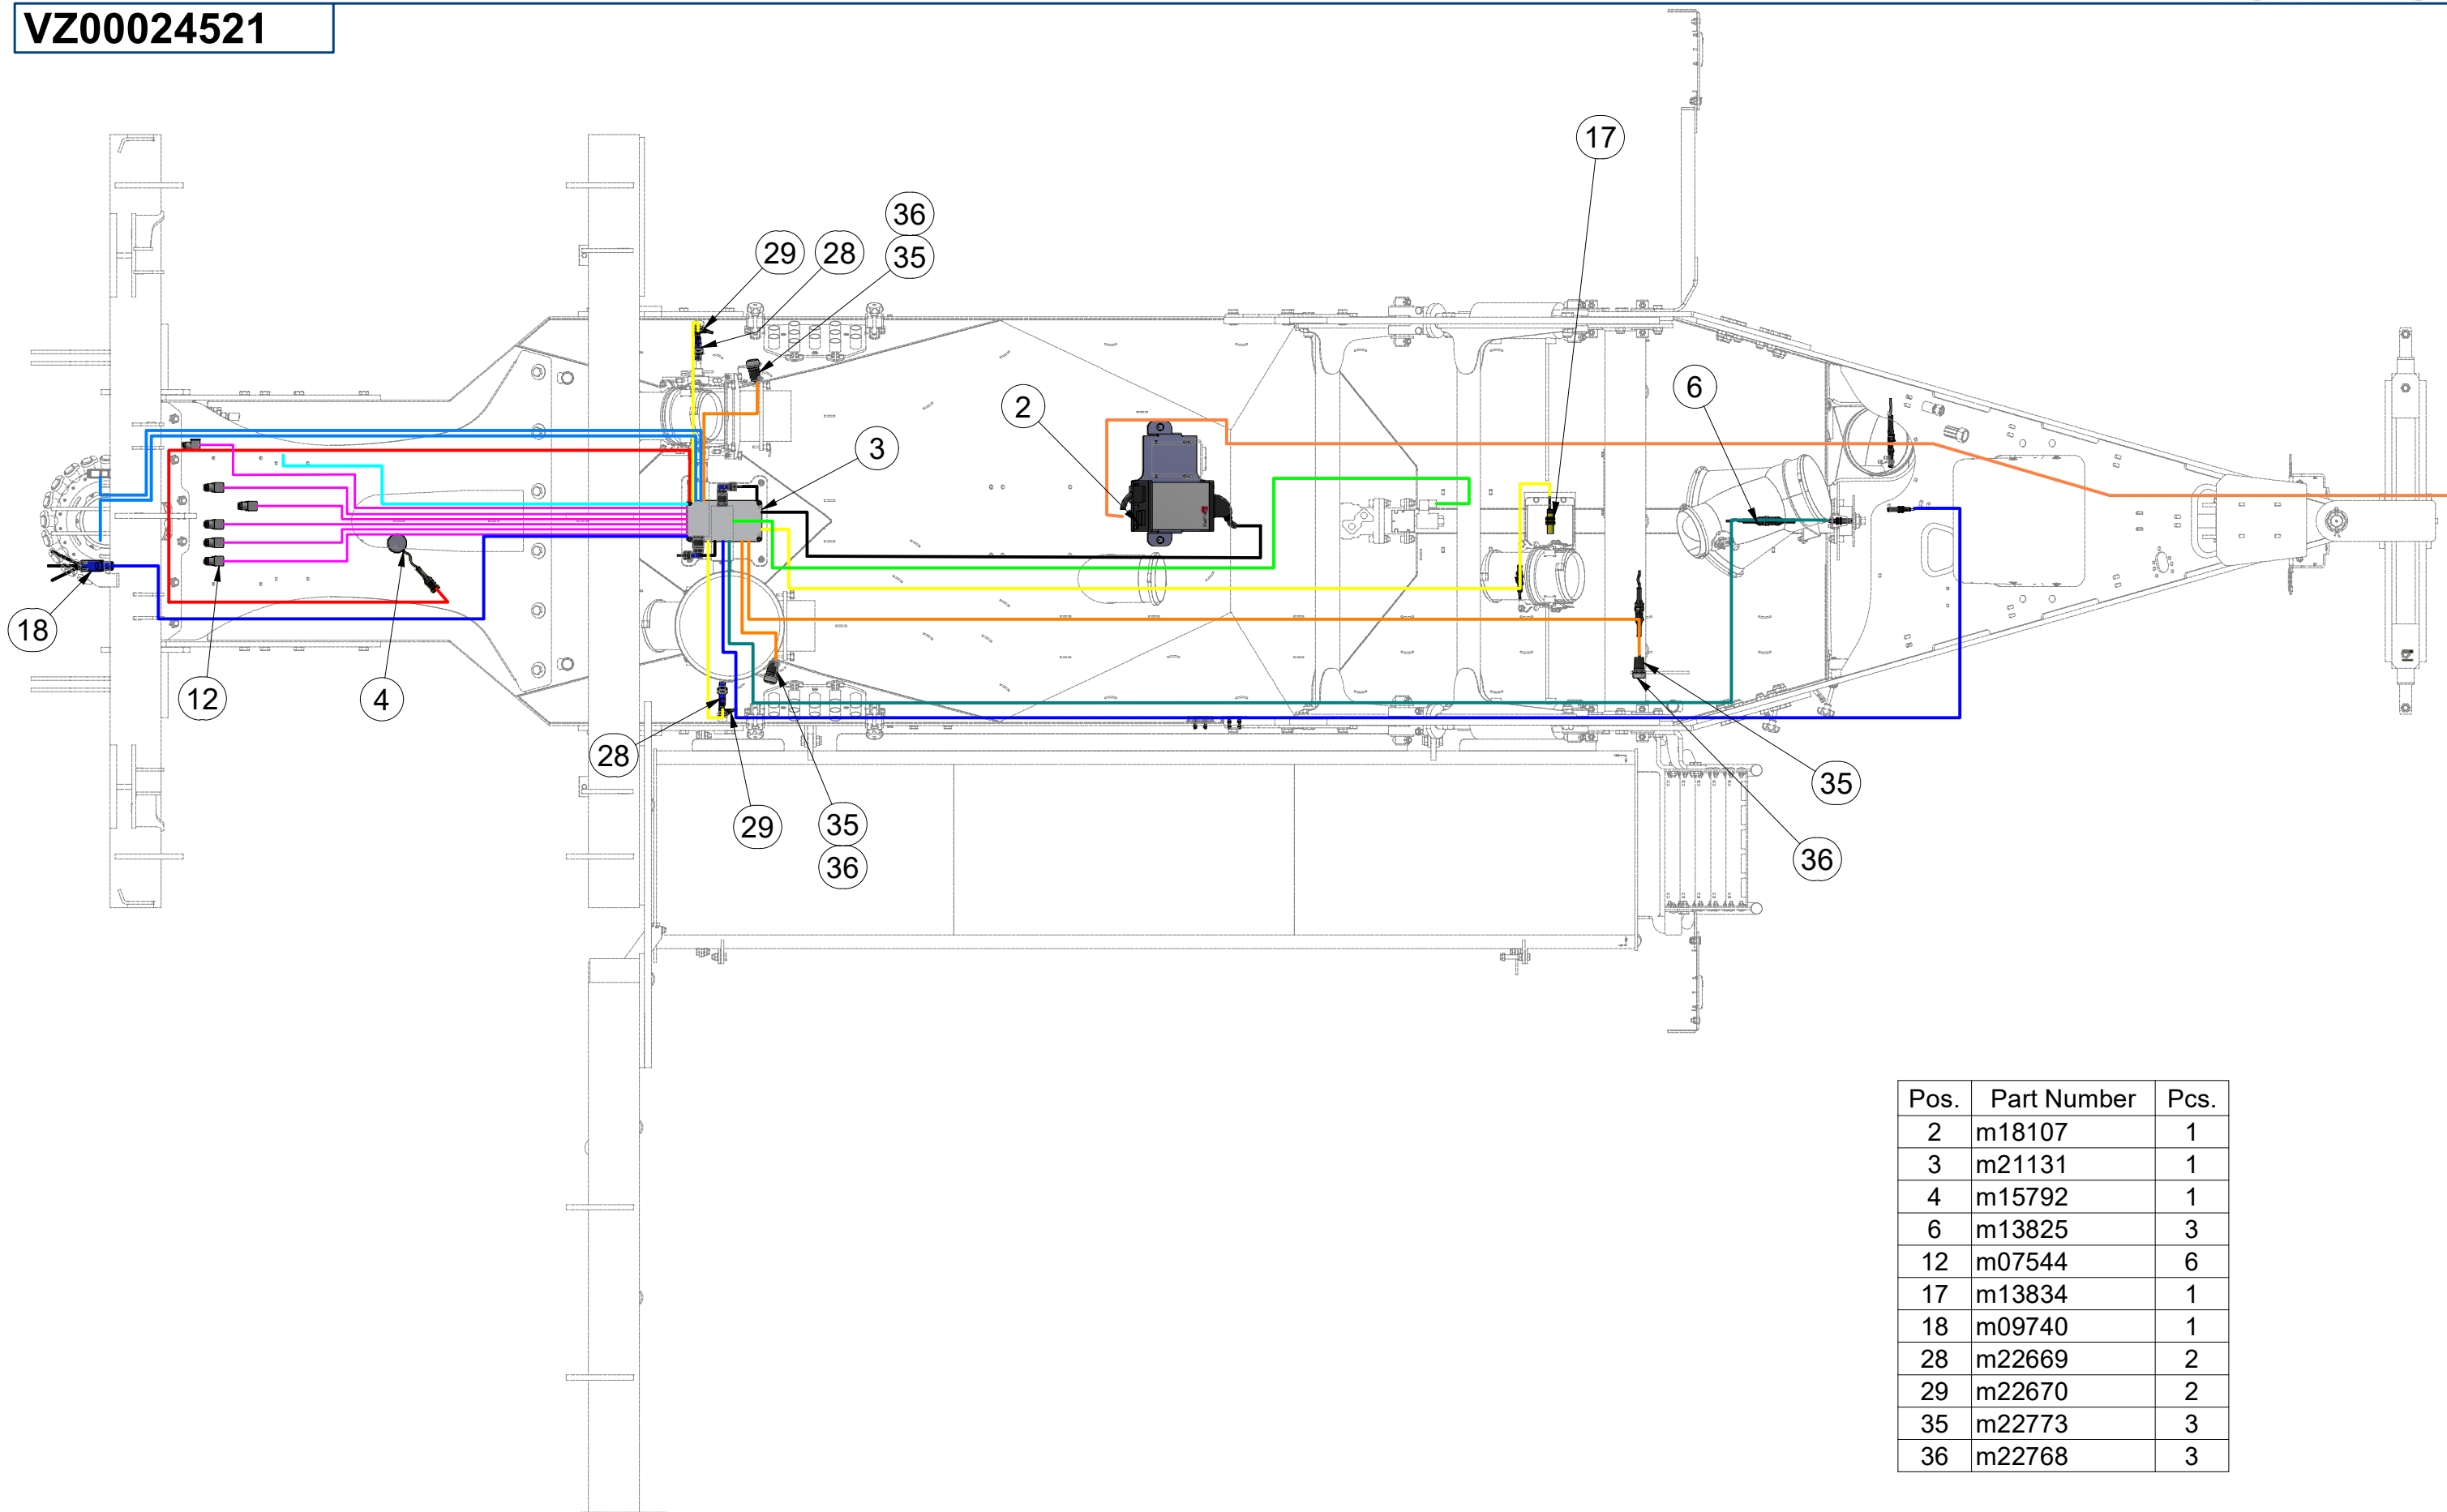 VZ00024521
17
36
29
28
35
2
6
3
18
12
4
28
29
35
36
35
36
Pos. Part Number Pcs.
2 m18107 1
3 m21131 1
4 m15792 1
6 m13825 3
12 m07544 6
17 m13834 1
18 m09740 1
28 m22669 2
29 m22670 2
35 m22773 3
36 m22768 3